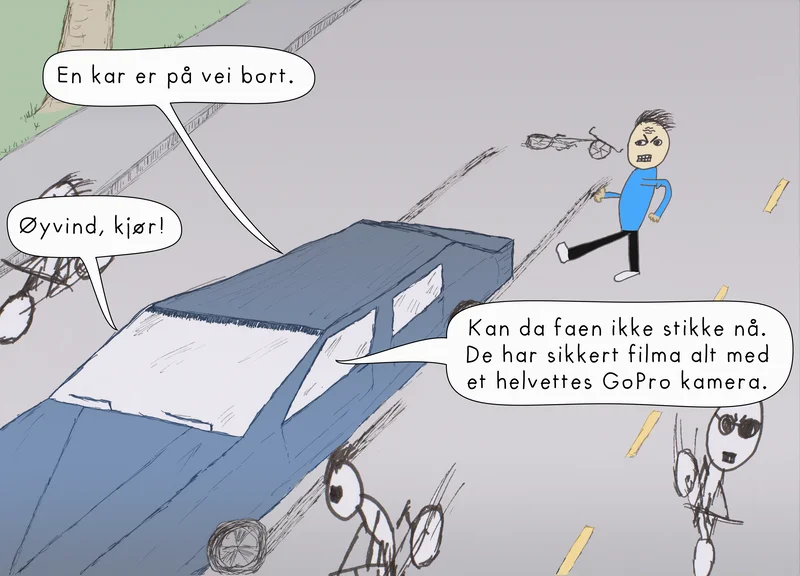 En kar er på vei bort.
Øyvind, kjør!
Kan da faen ikke stikke nå.
De har sikkert filma alt med
et helvettes GoPro kamera.